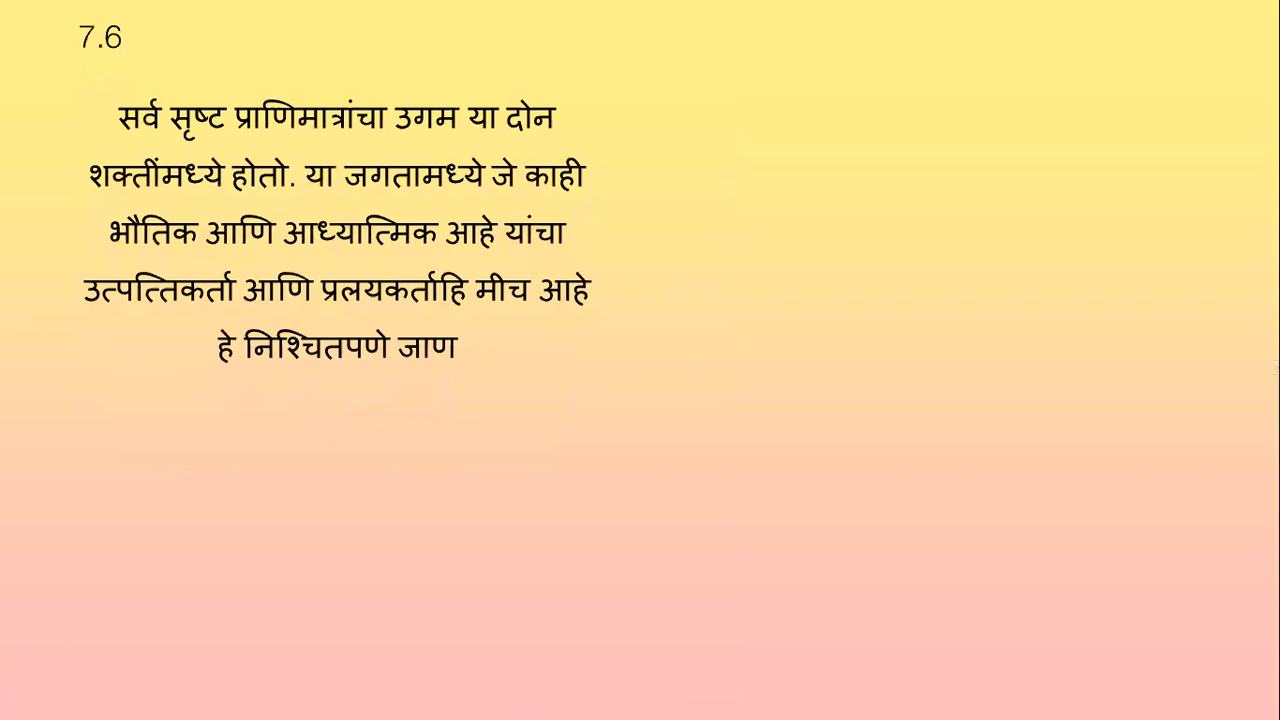 7.6
सर्व सृष्ट प्राणिमात्रांचा उगम या दोन
शक्तींमध्ये होतो. या जगतामध्ये जे काही
भौतिक आणि आध्यात्मिक आहे यांचा
उत्पत्तिकर्ता आणि प्रलयकर्ताहि मीच आहे
हे निश्चितपणे जाण